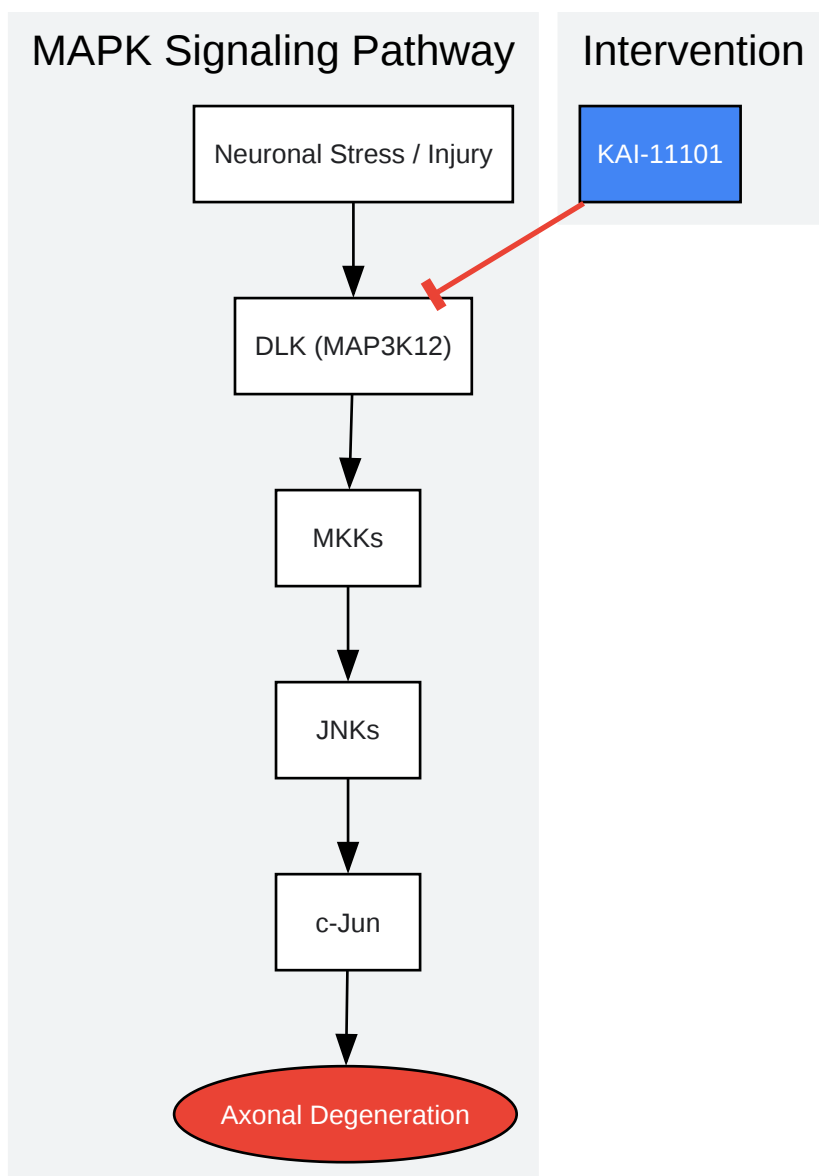 MAPK Signaling Pathway
Intervention
Neuronal Stress / Injury
KAI-11101
DLK (MAP3K12)
MKKs
JNKs
c-Jun
Axonal Degeneration